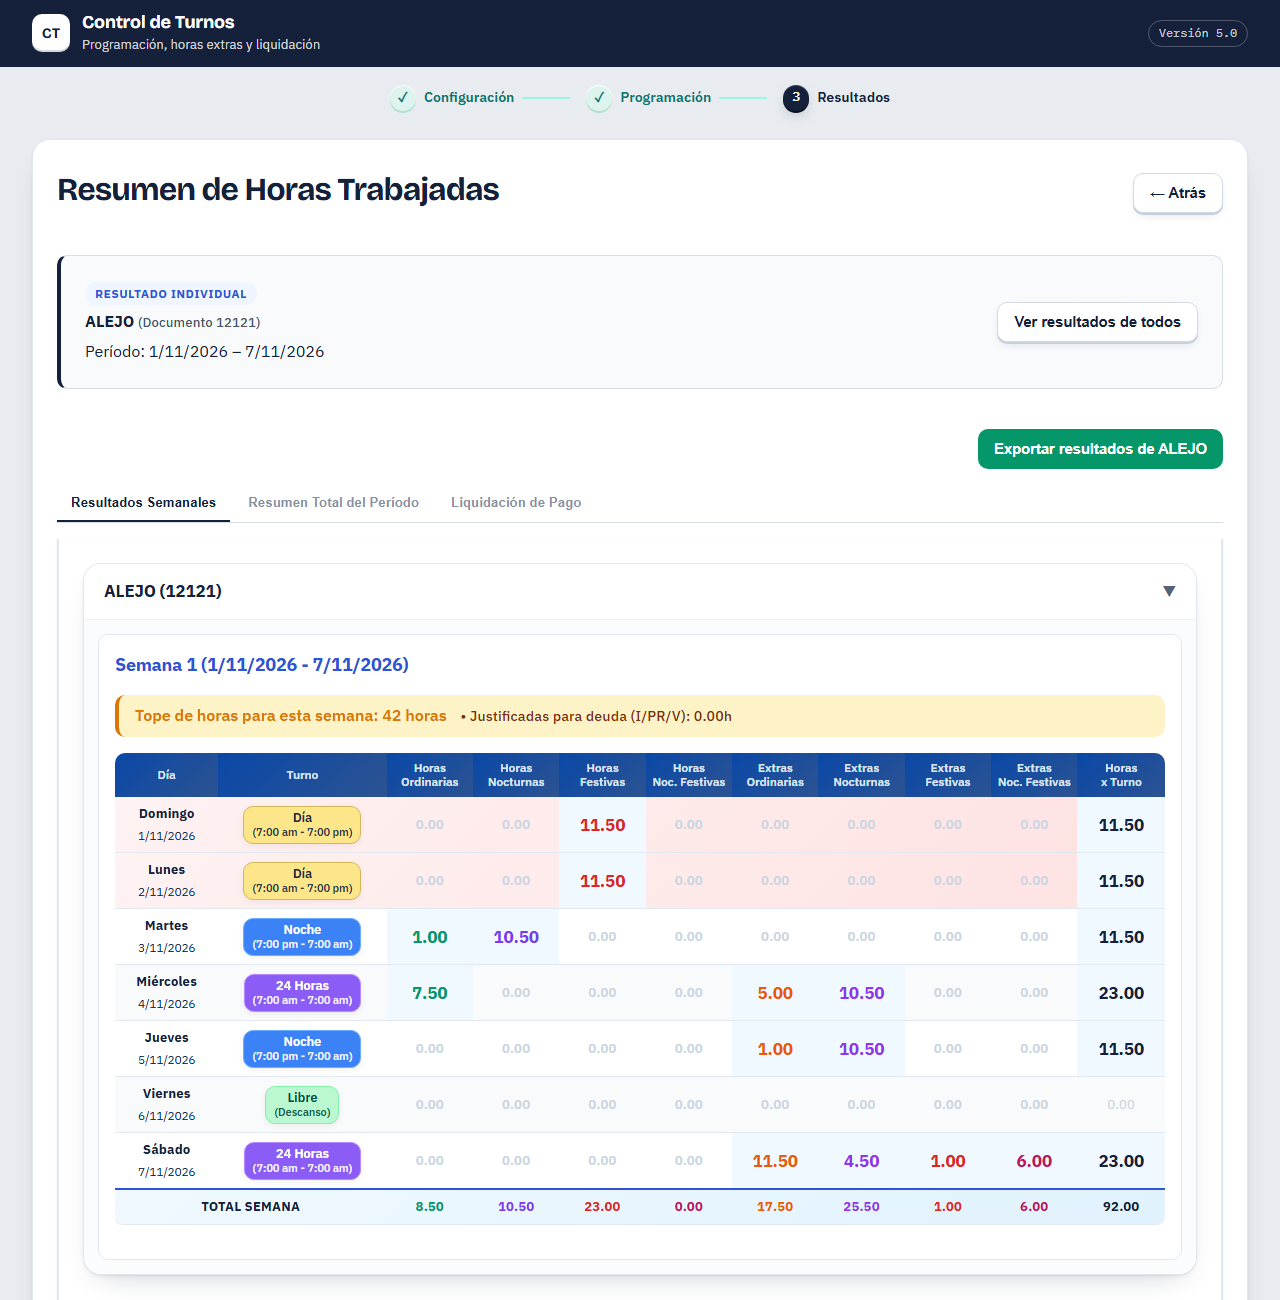 CT
Control de Turnos
Programación, horas extras y liquidación
Versión 5.0
✓ Configuración ✓ Programación 3 Resultados
Resumen de Horas Trabajadas
← Atrás
RESULTADO INDIVIDUAL
ALEJO (Documento 12121)
Período: 1/11/2026 – 7/11/2026
Ver resultados de todos
Exportar resultados de ALEJO
Resultados Semanales Resumen Total del Período Liquidación de Pago
ALEJO (12121) ▼
Semana 1 (1/11/2026 - 7/11/2026)
Tope de horas para esta semana: 42 horas • Justificadas para deuda (I/PR/V): 0.00h
Día Turno Horas Ordinarias Horas Nocturnas Horas Festivas Horas Noc. Festivas Extras Ordinarias Extras Nocturnas Extras Festivas Extras Noc. Festivas Horas x Turno
Domingo 1/11/2026 Día (7:00 am - 7:00 pm) 0.00 0.00 11.50 0.00 0.00 0.00 0.00 0.00 11.50
Lunes 2/11/2026 Día (7:00 am - 7:00 pm) 0.00 0.00 11.50 0.00 0.00 0.00 0.00 0.00 11.50
Martes 3/11/2026 Noche (7:00 pm - 7:00 am) 1.00 10.50 0.00 0.00 0.00 0.00 0.00 0.00 11.50
Miércoles 4/11/2026 24 Horas (7:00 am - 7:00 am) 7.50 0.00 0.00 0.00 5.00 10.50 0.00 0.00 23.00
Jueves 5/11/2026 Noche (7:00 pm - 7:00 am) 0.00 0.00 0.00 0.00 1.00 10.50 0.00 0.00 11.50
Viernes 6/11/2026 Libre (Descanso) 0.00 0.00 0.00 0.00 0.00 0.00 0.00 0.00 0.00
Sábado 7/11/2026 24 Horas (7:00 am - 7:00 am) 0.00 0.00 0.00 0.00 11.50 4.50 1.00 6.00 23.00
TOTAL SEMANA 8.50 10.50 23.00 0.00 17.50 25.50 1.00 6.00 92.00